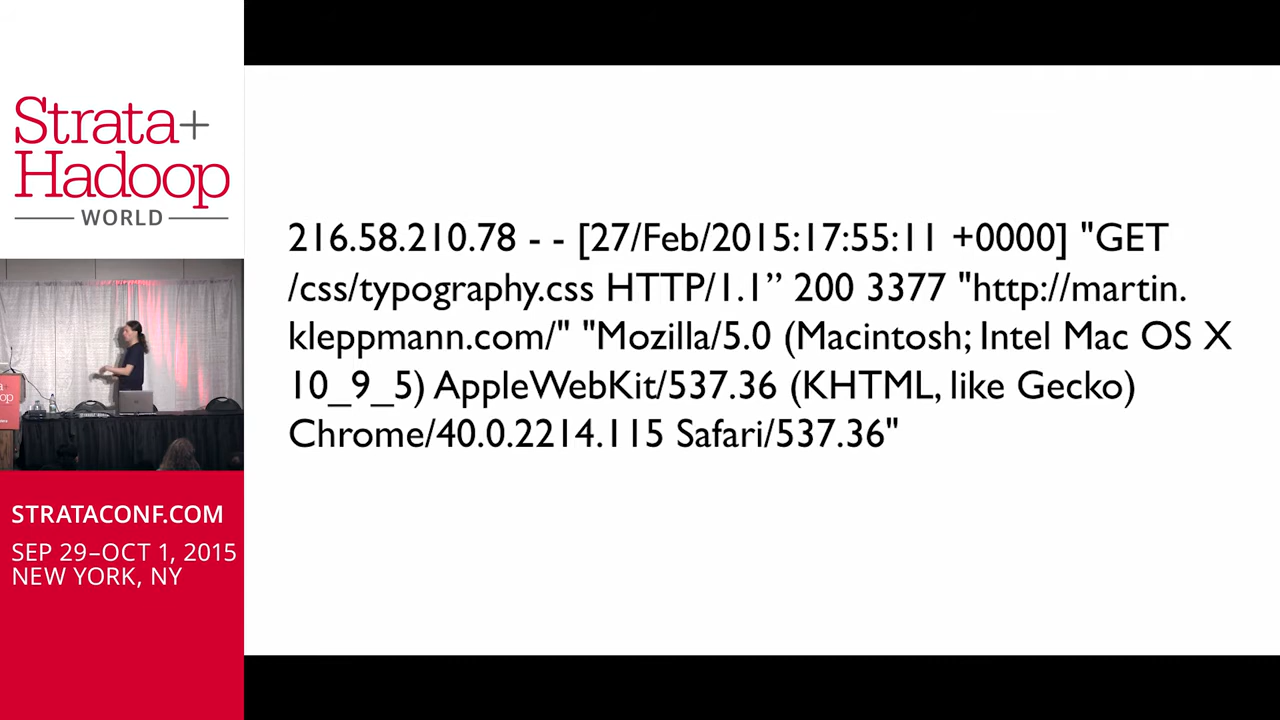 Strata+
Hadoop
WORLD
216.58.210.78 - - [27/Feb/2015:17:55:11 +0000] "GET
/css/typography.css HTTP/1.1” 200 3377 "http://martin.
kleppmann.com/" "Mozilla/5.0 (Macintosh; Intel Mac OS X
10_9_5) AppleWebKit/537.36 (KHTML, like Gecko)
Chrome/40.0.2214.115 Safari/537.36"
STRATACONF.COM
SEP 29–OCT 1, 2015
NEW YORK, NY